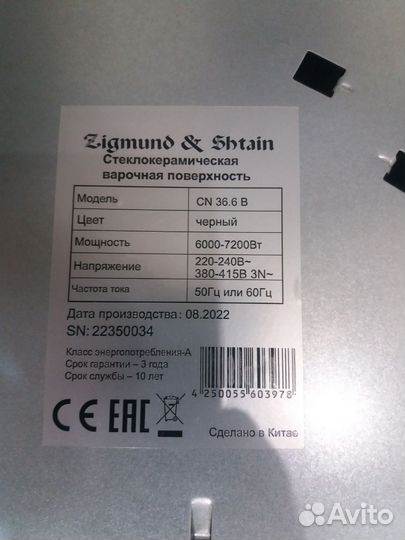 Zigmund & Shtain
Стеклокерамическая
варочная поверхность
Модель CN 36.6 B
Цвет черный
Мощность 6000-7200Вт
Напряжение 220-240В~
380-415В 3N~
Частота тока 50Гц или 60Гц
Дата производства: 08.2022
SN: 22350034
Класс энергопотребления-А
Срок гарантии – 3 года
Срок службы – 10 лет
4 250055 603978
CE EAC
Сделано в Китае
Avito